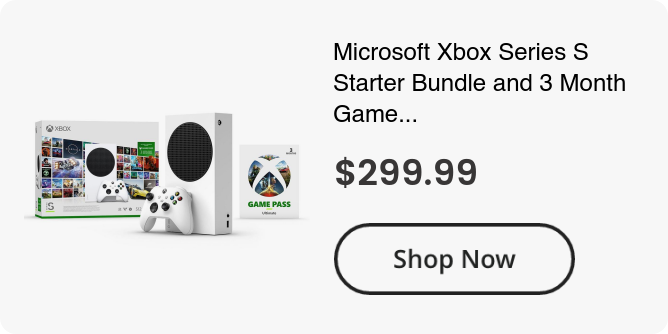 Microsoft Xbox Series S
Starter Bundle and 3 Month
Game...
$299.99
Shop Now
XBOX
S
3
GAME PASS
Ultimate